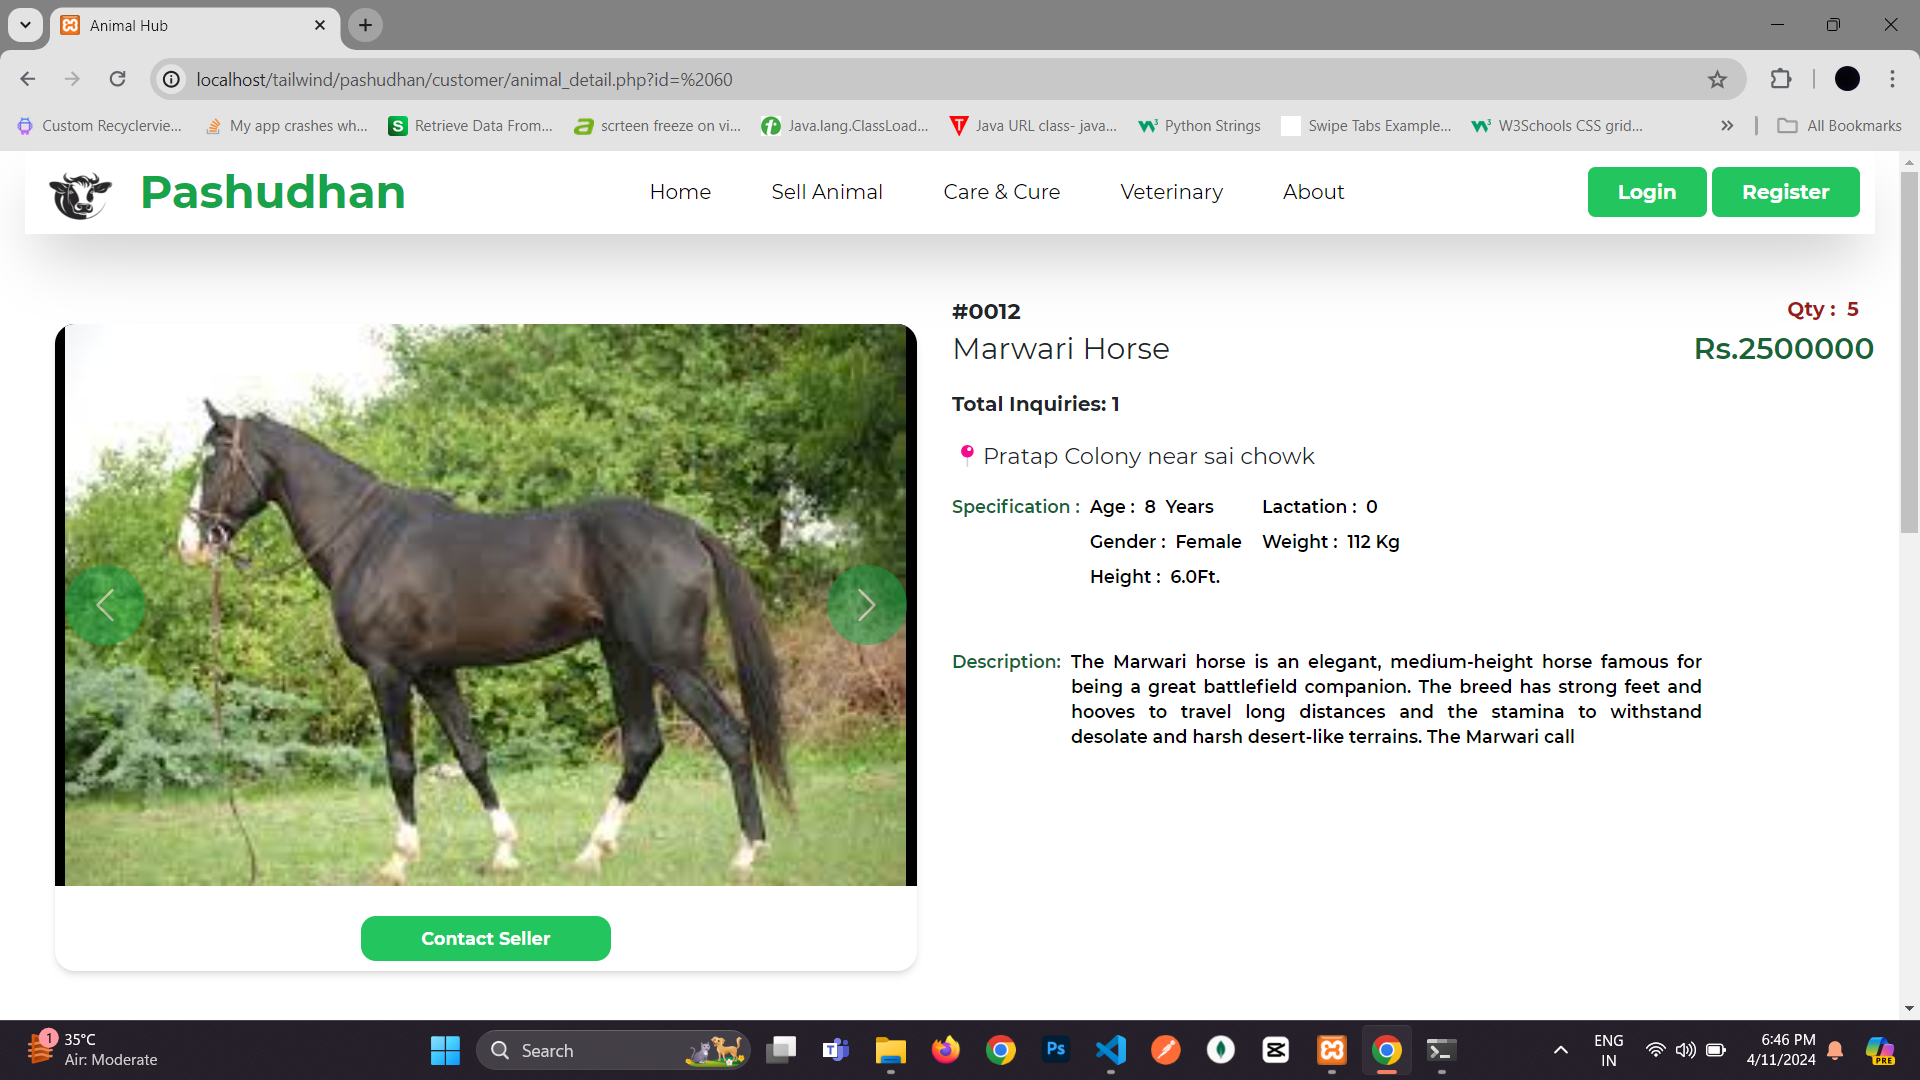 Animal Hub
localhost/tailwind/pashudhan/customer/animal_detail.php?id=%2060
Custom Recyclervie...
My app crashes wh...
S
Retrieve Data From...
scrteen freeze on vi...
Java.lang.ClassLoad...
T
Java URL class- java...
Python Strings
Swipe Tabs Example...
W3Schools CSS grid...
All Bookmarks
Pashudhan
Home
Sell Animal
Care & Cure
Veterinary
About
Login
Register
#0012
Qty : 5
Marwari Horse
Rs.2500000
Total Inquiries: 1
Pratap Colony near sai chowk
Specification : Age : 8 Years Lactation : 0
Gender : Female Weight : 112 Kg
Height : 6.0Ft.
Description: The Marwari horse is an elegant, medium-height horse famous for
being a great battlefield companion. The breed has strong feet and
hooves to travel long distances and the stamina to withstand
desolate and harsh desert-like terrains. The Marwari call
Contact Seller
1
35°C
Air: Moderate
Search
Ps
ENG
IN
6:46 PM
4/11/2024
PRE